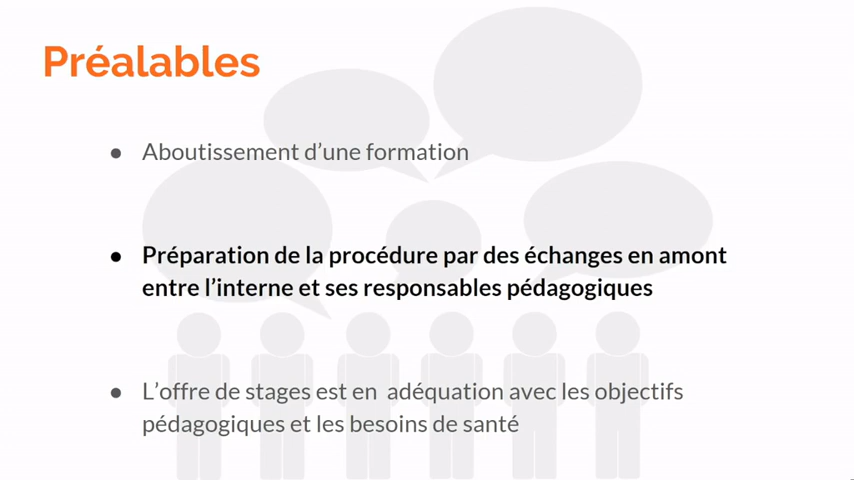 Préalables
● Aboutissement d’une formation
● Préparation de la procédure par des échanges en amont
entre l’interne et ses responsables pédagogiques
● L’offre de stages est en adéquation avec les objectifs
pédagogiques et les besoins de santé